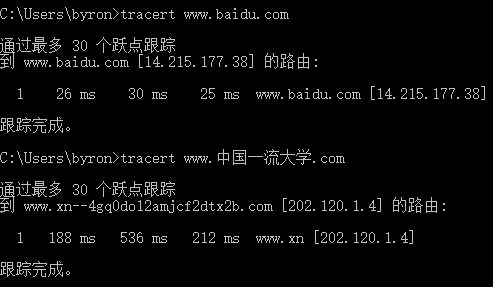 C:\Users\byron>tracert www.baidu.com
通过最多 30 个跃点跟踪
到 www.baidu.com [14.215.177.38] 的路由:
1 26 ms 30 ms 25 ms www.baidu.com [14.215.177.38]
跟踪完成。
C:\Users\byron>tracert www.中国一流大学.com
通过最多 30 个跃点跟踪
到 www.xn--4gq0do12amjcf2dtx2b.com [202.120.1.4] 的路由:
1 188 ms 536 ms 212 ms www.xn [202.120.1.4]
跟踪完成。